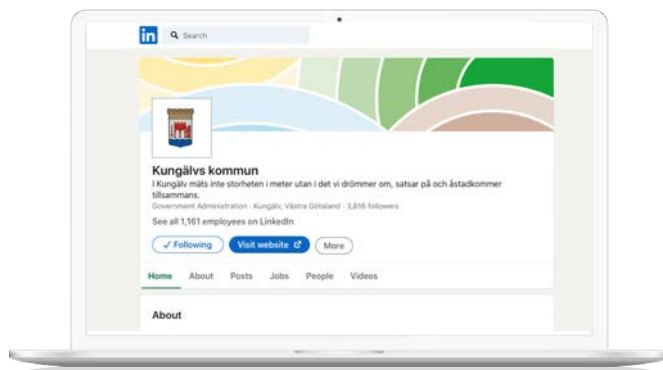 in Search
Kungälvs kommun
I Kungälv mäts inte storheten i meter utan i det vi drömmer om, satsar på och åstadkommer
tillsammans.
Government Administration · Kungälv, Västra Götaland · 3,816 followers
See all 1,161 employees on LinkedIn
✓ Following Visit website More
Home About Posts Jobs People Videos
About